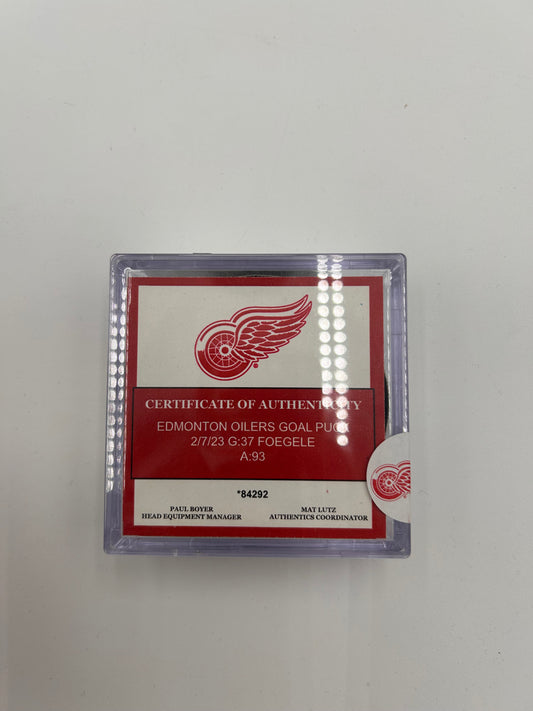 CERTIFICATE OF AUTHENTICITY
EDMONTON OILERS GOAL PUCK
2/7/23 G:37 FOEGELE
A:93
*84292
PAUL BOYER
HEAD EQUIPMENT MANAGER
MAT LUTZ
AUTHENTICS COORDINATOR